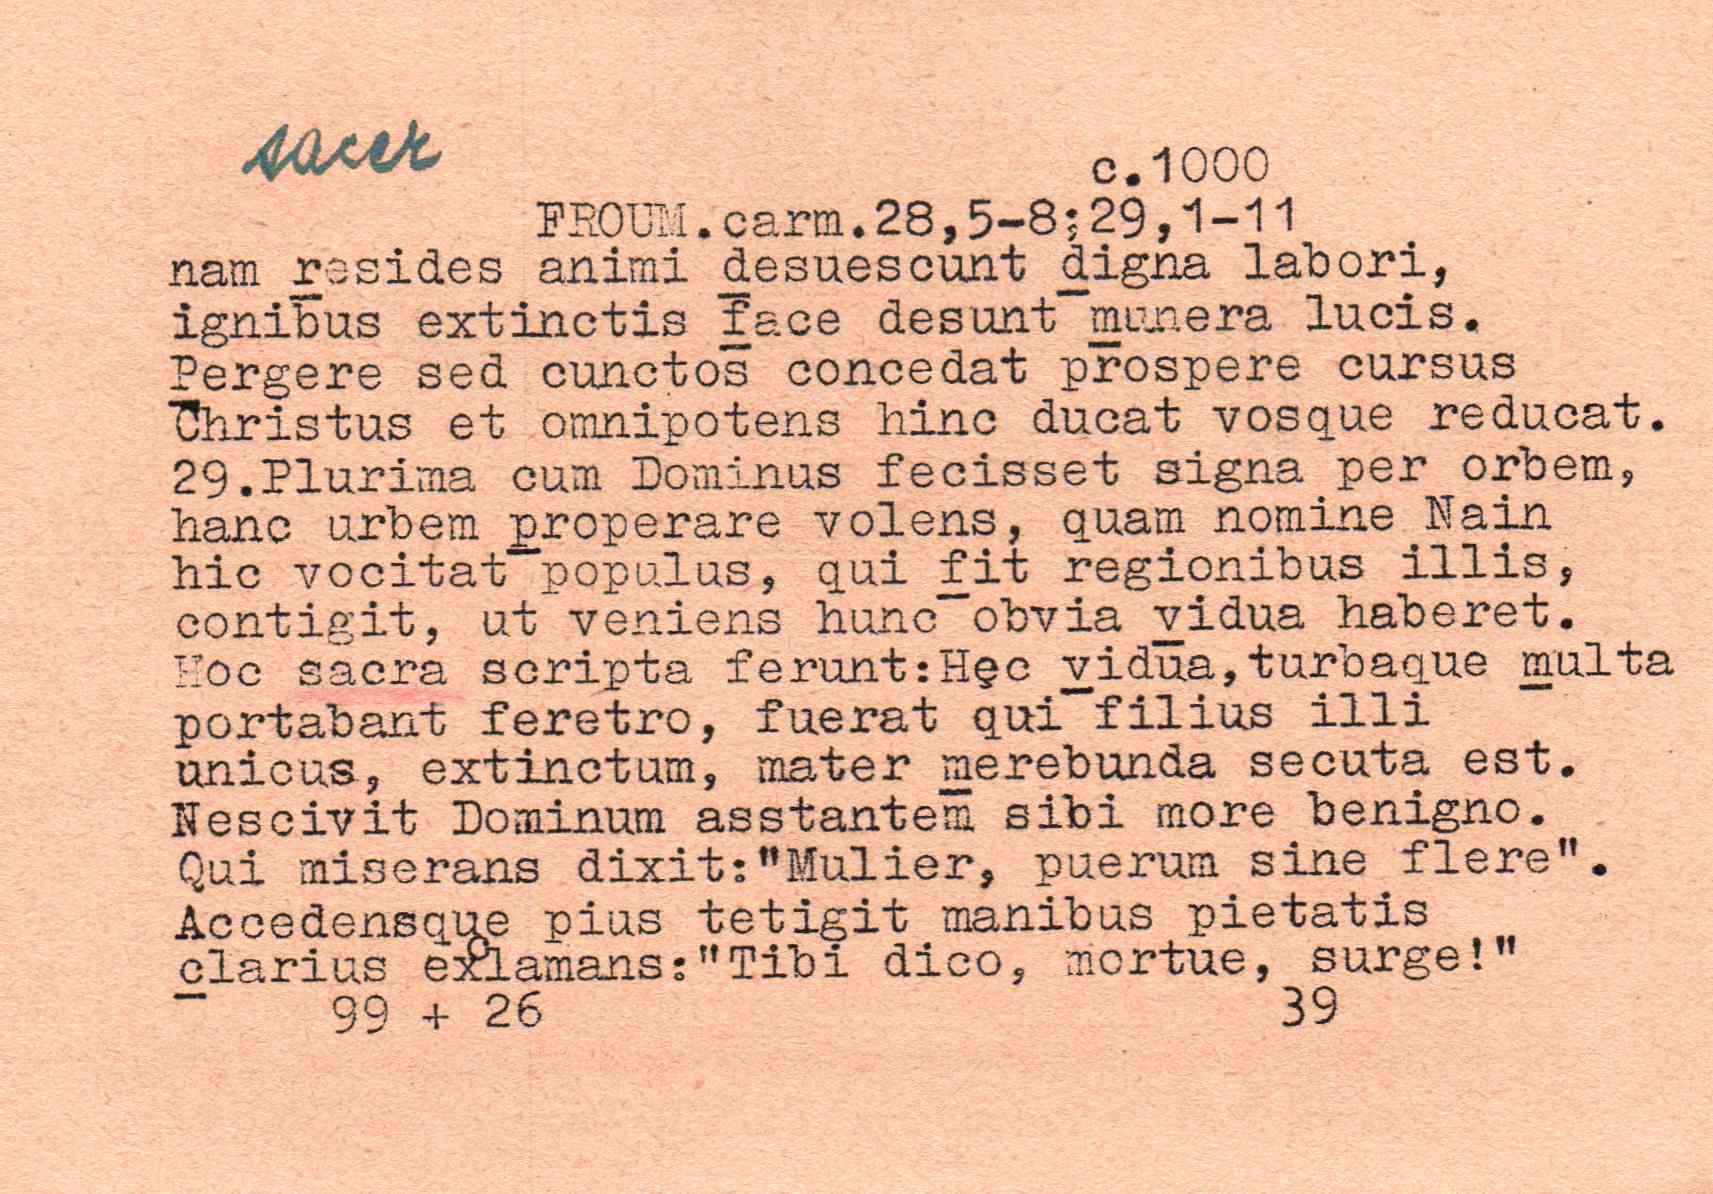 sacer
c.1000
FROUM.carm.28,5-8;29,1-11
nam resides animi desuescunt digna labori,
ignibus extinctis face desunt munera lucis.
Pergere sed cunctos concedat prospere cursus
Christus et omnipotens hinc ducat vosque reducat.
29.Plurima cum Dominus fecisset signa per orbem,
hanc urbem properare volens, quam nomine Nain
hic vocitat populus, qui fit regionibus illis,
contigit, ut veniens hunc obvia vidua haberet.
Hoc sacra scripta ferunt:Hęc vidua,turbaque multa
portabant feretro, fuerat qui filius illi
unicus, extinctum, mater merebunda secuta est.
Nescivit Dominum asstantem sibi more benigno.
Qui miserans dixit:"Mulier, puerum sine flere".
Accedensque pius tetigit manibus pietatis
clarius exclamans:"Tibi dico, mortue, surge!"
99 + 26 39